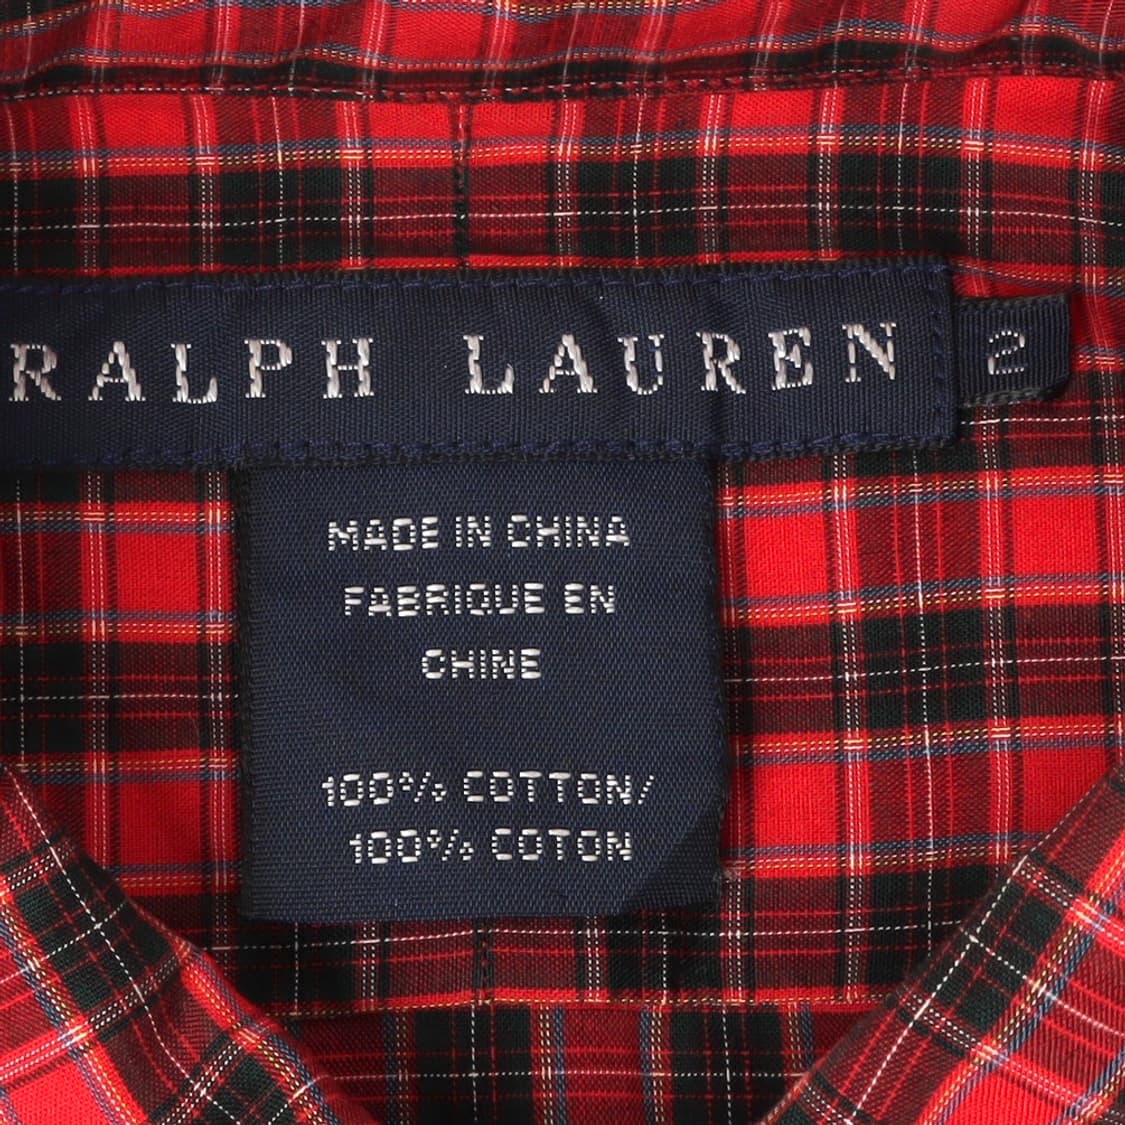 RALPH LAUREN 2
MADE IN CHINA
FABRIQUE EN
CHINE
100% COTTON/
100% COTON